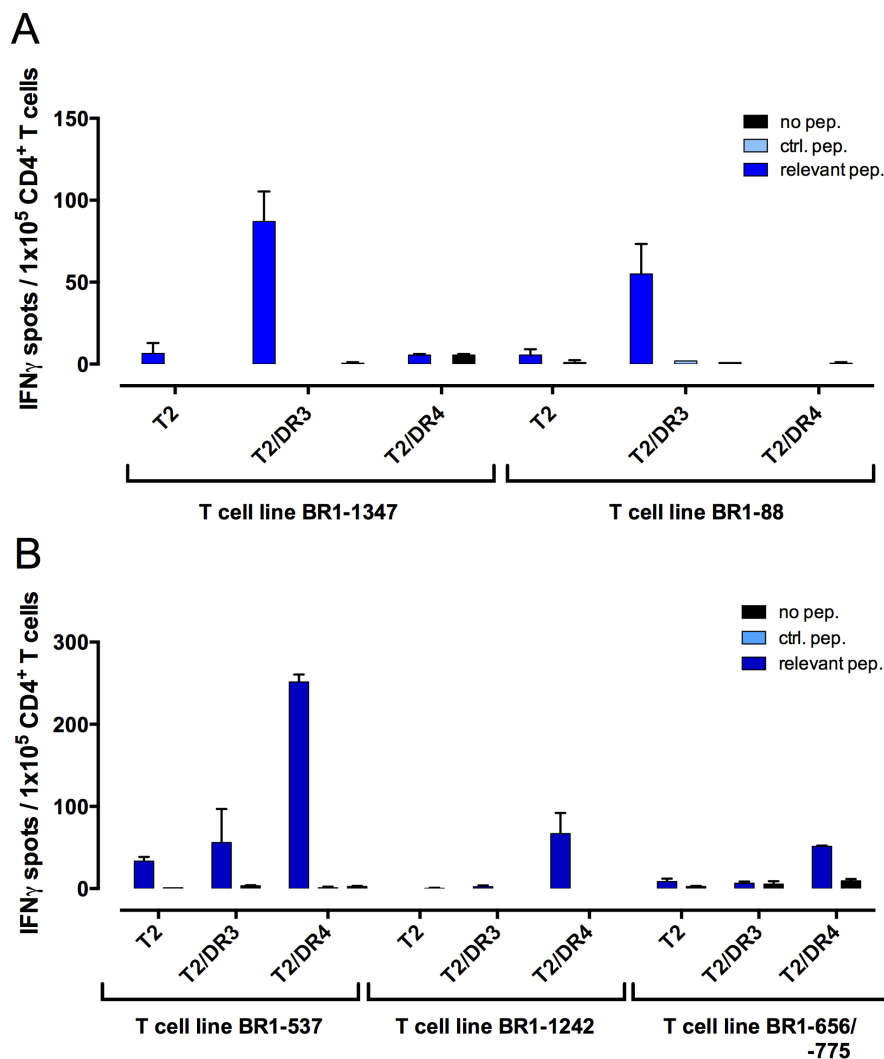 A
IFNγ spots / 1x10⁵ CD4⁺ T cells
150
100
50
0
no pep.
ctrl. pep.
relevant pep.
T2
T2/DR3
T2/DR4
T2
T2/DR3
T2/DR4
T cell line BR1-1347
T cell line BR1-88
B
IFNγ spots / 1x10⁵ CD4⁺ T cells
300
200
100
0
no pep.
ctrl. pep.
relevant pep.
T2
T2/DR3
T2/DR4
T2
T2/DR3
T2/DR4
T2
T2/DR3
T2/DR4
T cell line BR1-537
T cell line BR1-1242
T cell line BR1-656/
-775